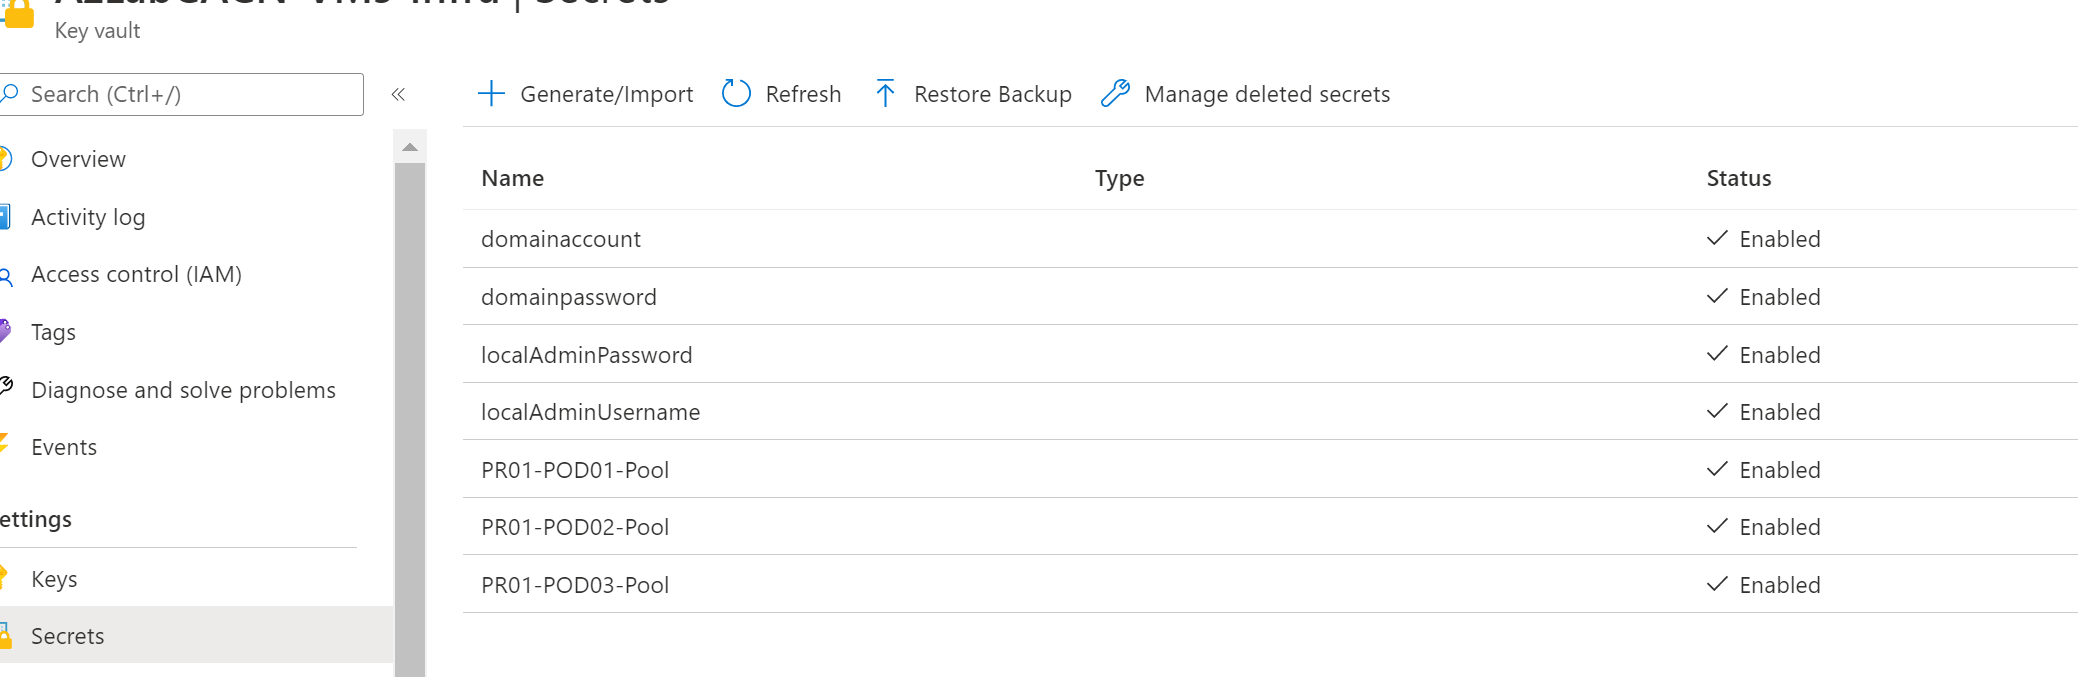 | Secrets
Key vault
Search (Ctrl+/)
«
Generate/Import
Refresh
Restore Backup
Manage deleted secrets
Overview
Activity log
Access control (IAM)
Tags
Diagnose and solve problems
Events
ettings
Keys
Secrets
Name Type Status
domainaccount Enabled
domainpassword Enabled
localAdminPassword Enabled
localAdminUsername Enabled
PR01-POD01-Pool Enabled
PR01-POD02-Pool Enabled
PR01-POD03-Pool Enabled